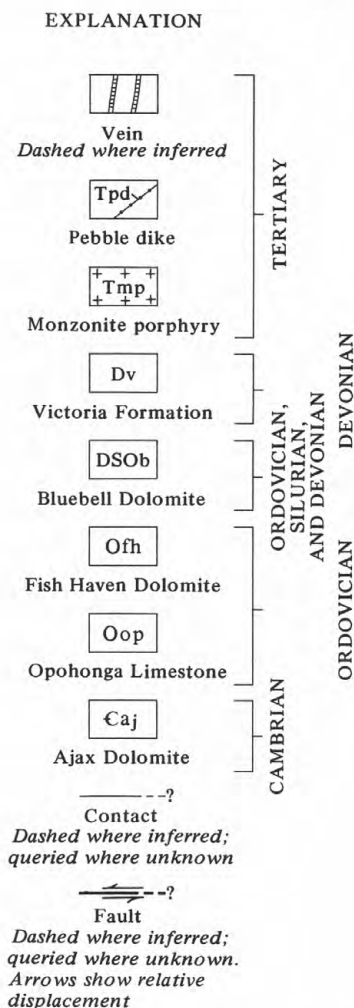 EXPLANATION
Vein
Dashed where inferred
Tpd
Pebble dike
Tmp
Monzonite porphyry
TERTIARY
Dv
Victoria Formation
DEVONIAN
DSOb
Bluebell Dolomite
ORDOVICIAN,
SILURIAN,
AND DEVONIAN
Ofh
Fish Haven Dolomite
Oop
Opohonga Limestone
ORDOVICIAN
Ꞓaj
Ajax Dolomite
CAMBRIAN
?
Contact
Dashed where inferred;
queried where unknown
?
Fault
Dashed where inferred;
queried where unknown.
Arrows show relative
displacement